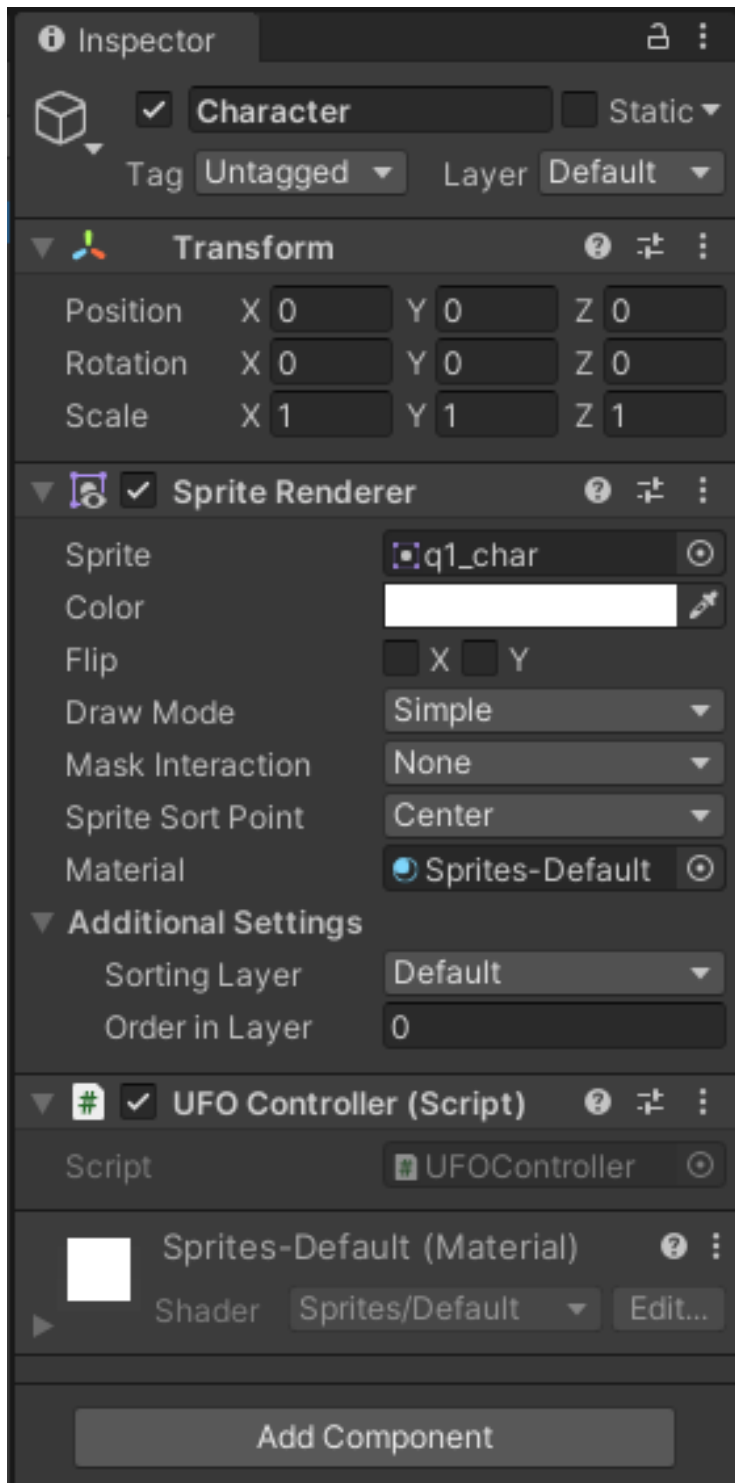 Inspector
Character Static
Tag Untagged Layer Default
Transform
Position X 0 Y 0 Z 0
Rotation X 0 Y 0 Z 0
Scale X 1 Y 1 Z 1
Sprite Renderer
Sprite q1_char
Color
Flip X Y
Draw Mode Simple
Mask Interaction None
Sprite Sort Point Center
Material Sprites-Default
Additional Settings
Sorting Layer Default
Order in Layer 0
# UFO Controller (Script)
Script # UFOController
Sprites-Default (Material)
Shader Sprites/Default Edit...
Add Component